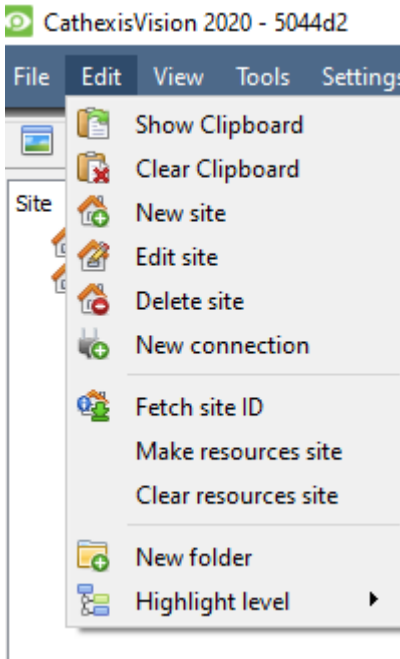 CathexisVision 2020 - 5044d2
File Edit View Tools Settings
Show Clipboard
Clear Clipboard
Site
New site
Edit site
Delete site
New connection
Fetch site ID
Make resources site
Clear resources site
New folder
Highlight level